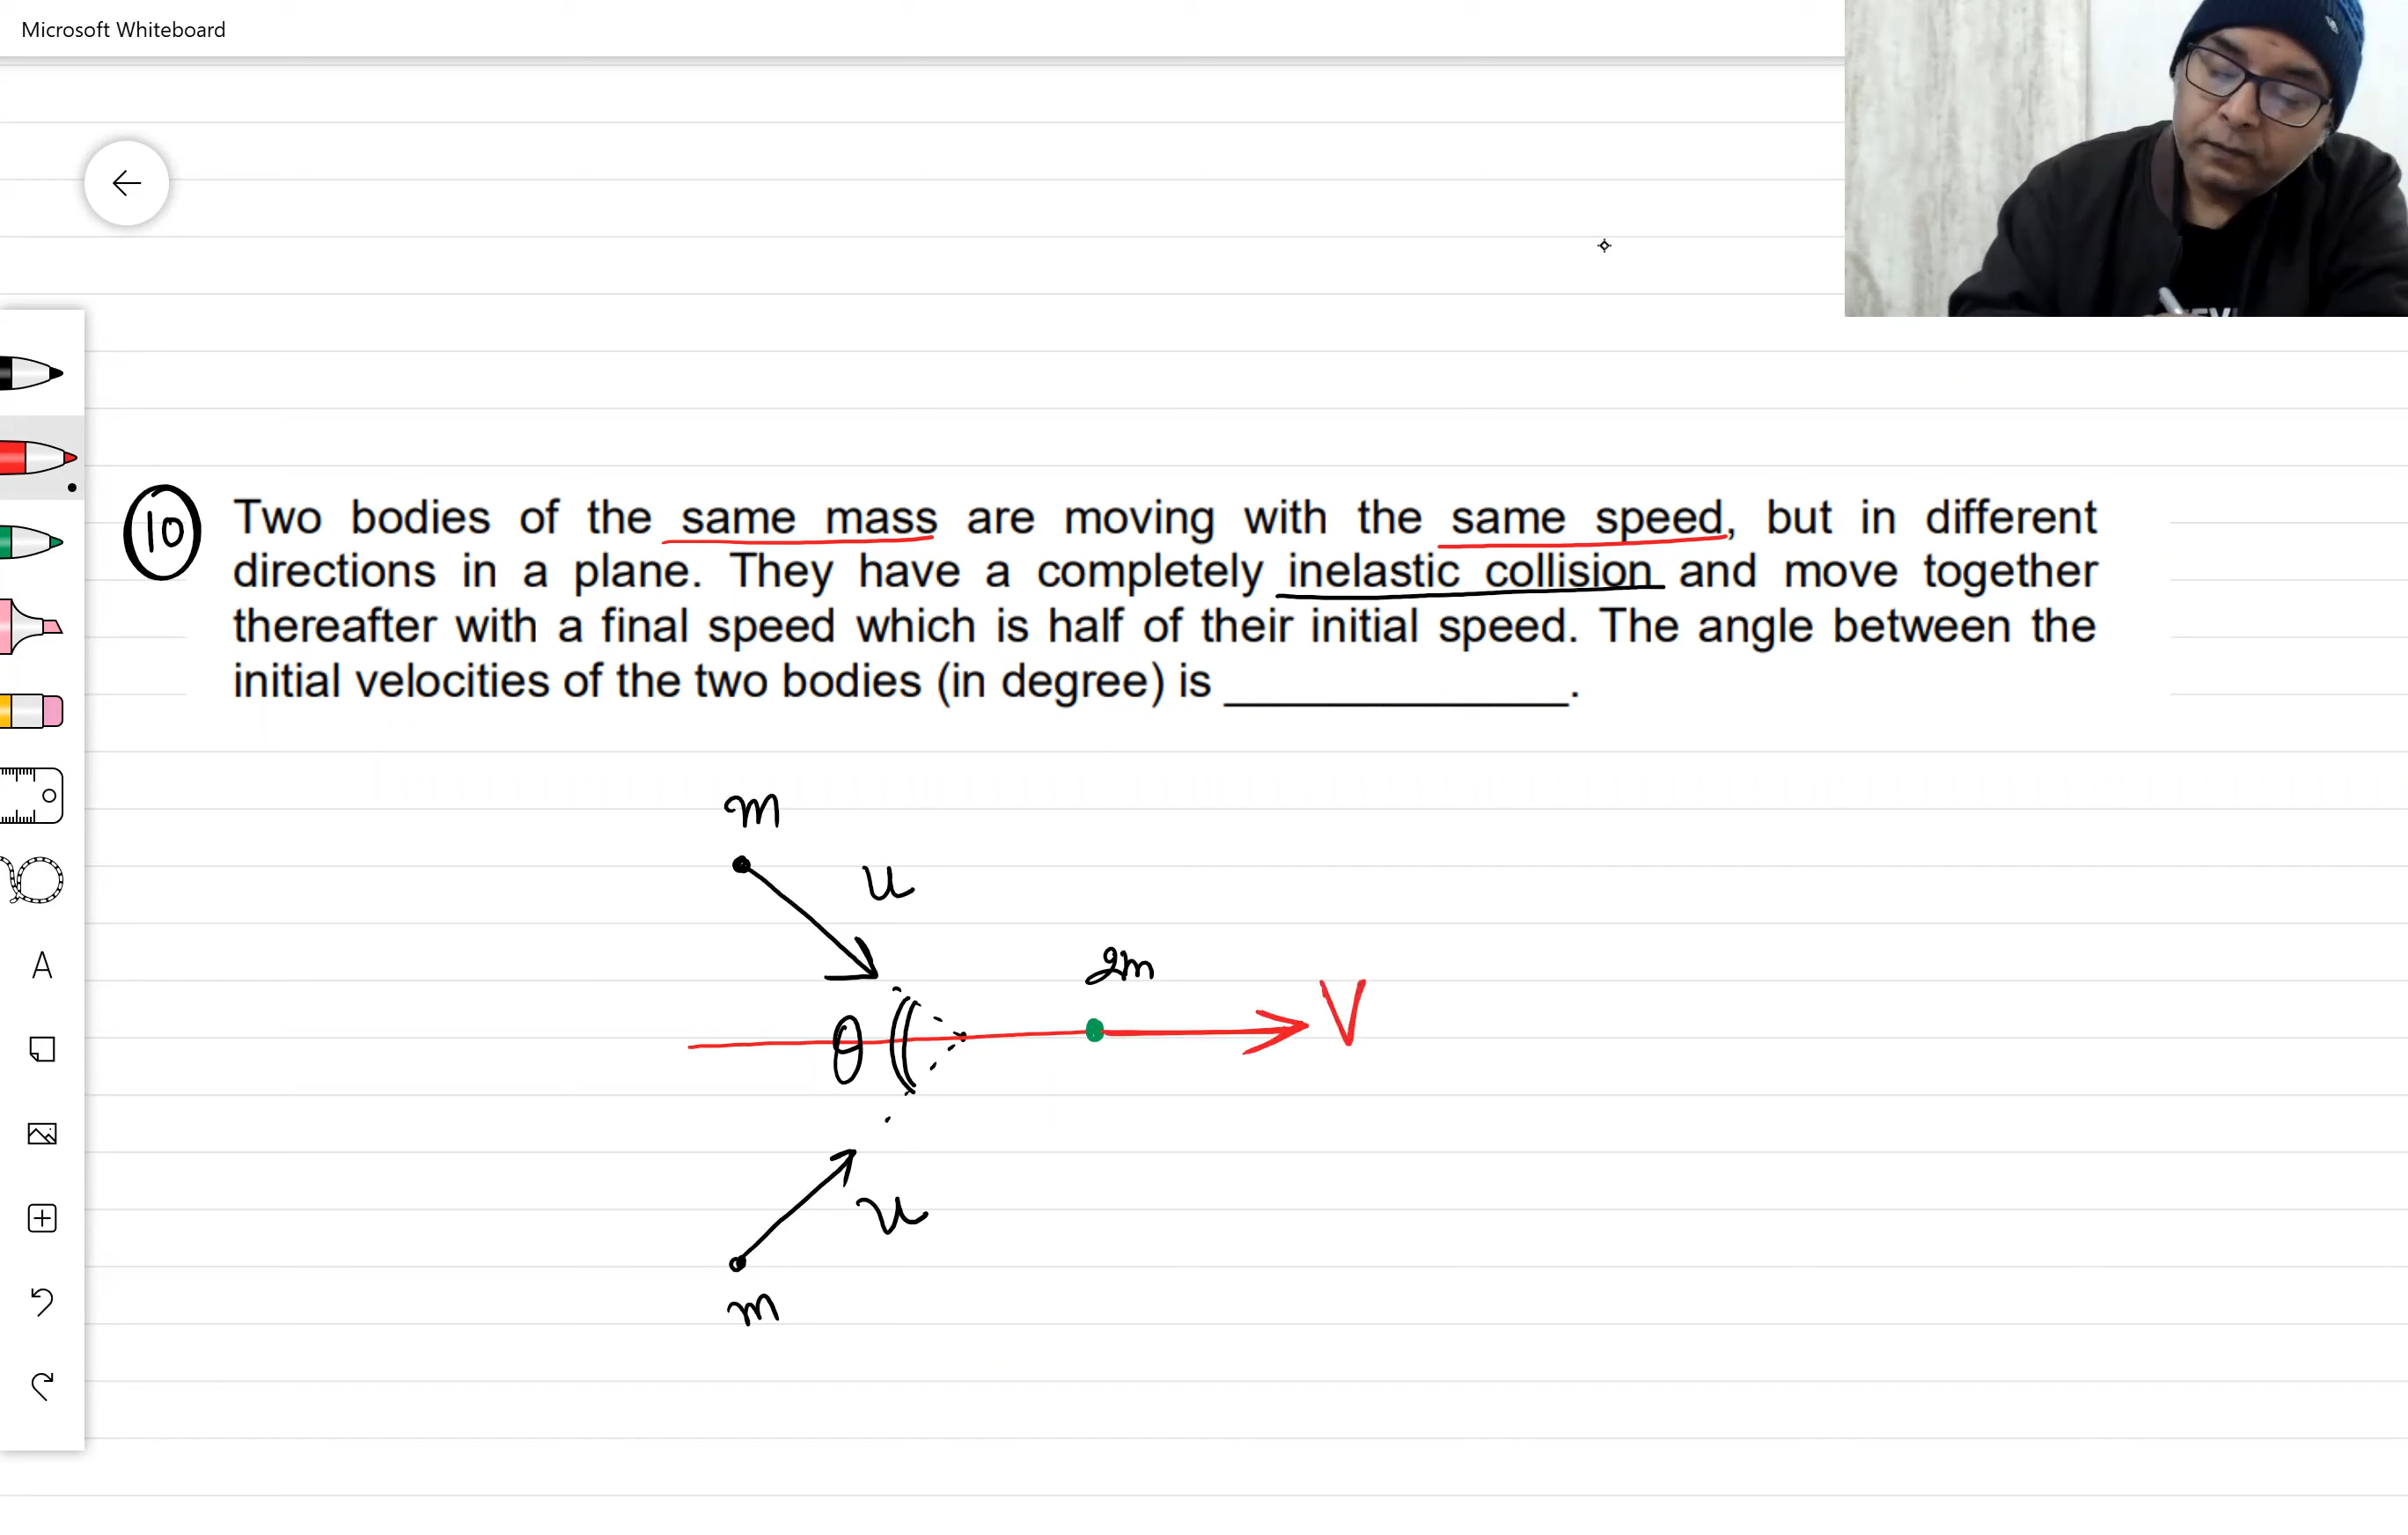 Microsoft Whiteboard
10
Two bodies of the same mass are moving with the same speed, but in different
directions in a plane. They have a completely inelastic collision and move together
thereafter with a final speed which is half of their initial speed. The angle between the
initial velocities of the two bodies (in degree) is ______________.
m
u
2m
V
θ
u
m
A